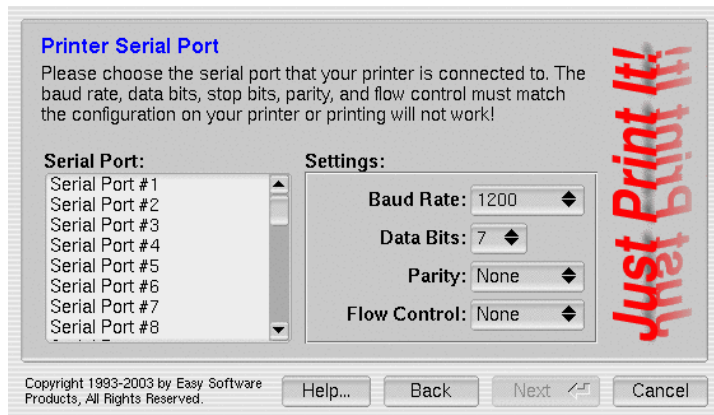 Printer Serial Port
Please choose the serial port that your printer is connected to. The
baud rate, data bits, stop bits, parity, and flow control must match
the configuration on your printer or printing will not work!
Serial Port:
Serial Port #1
Serial Port #2
Serial Port #3
Serial Port #4
Serial Port #5
Serial Port #6
Serial Port #7
Serial Port #8
Settings:
Baud Rate: 1200
Data Bits: 7
Parity: None
Flow Control: None
Just Print It!
Copyright 1993-2003 by Easy Software
Products, All Rights Reserved.
Help...
Back
Next
Cancel